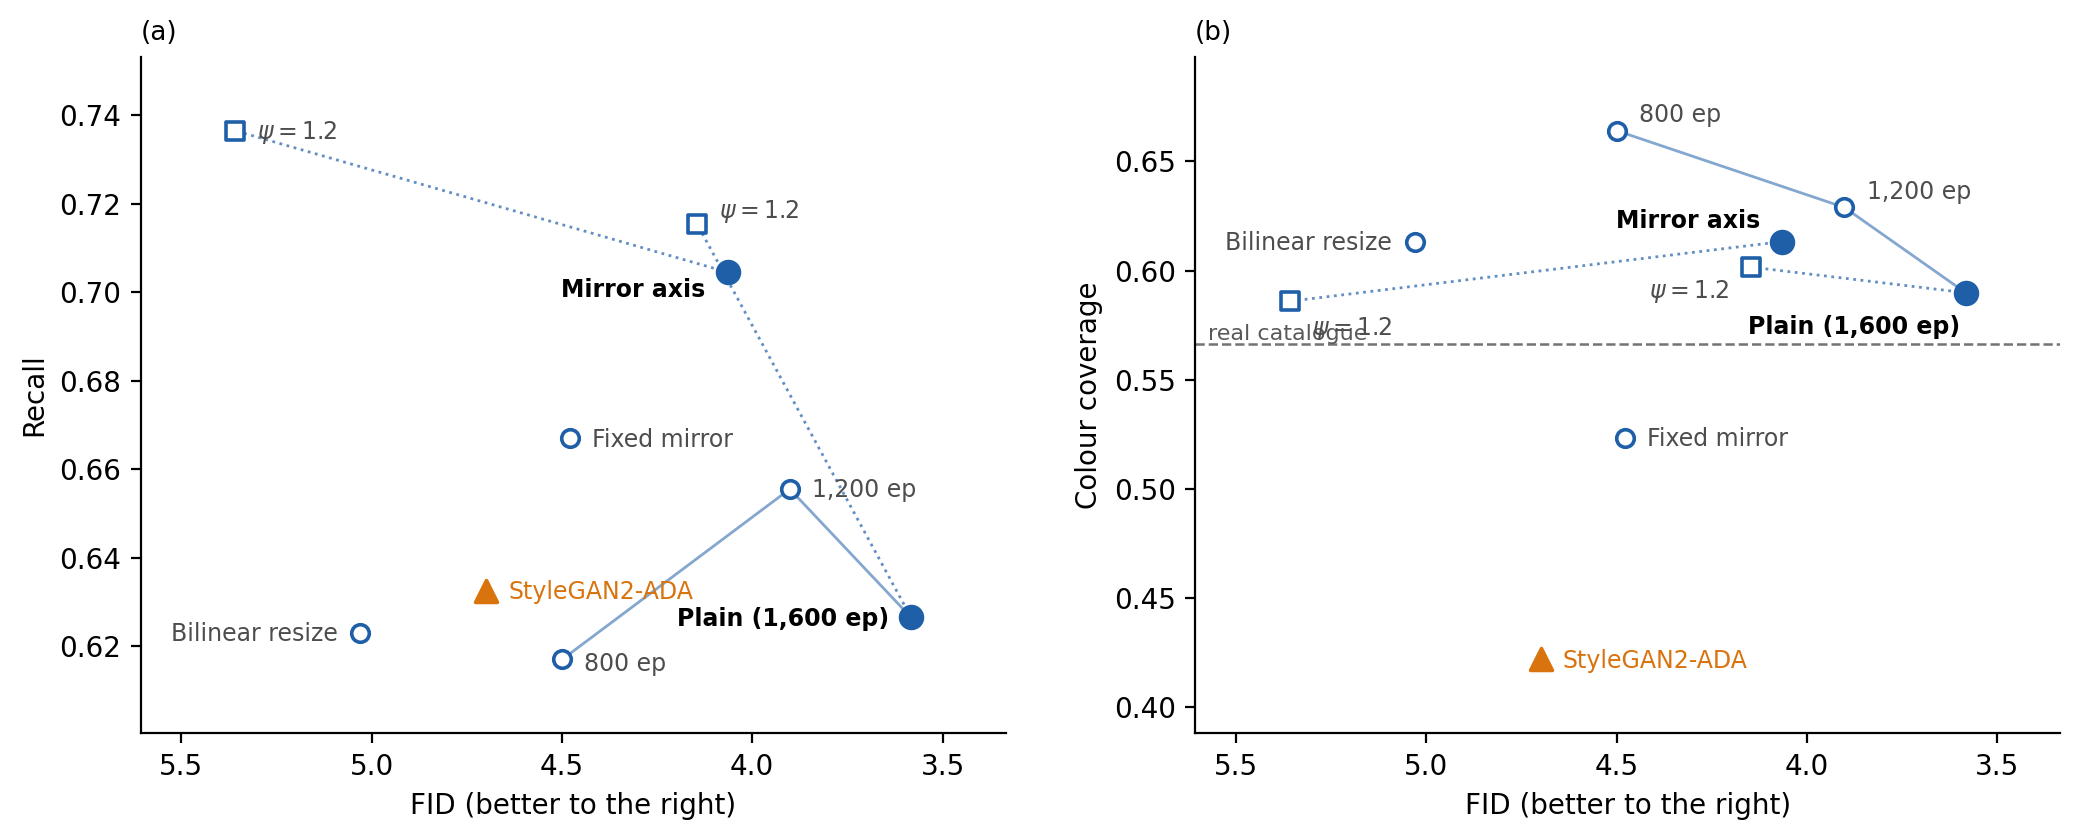 (a)
0.74
0.72
0.70
0.68
0.66
0.64
0.62
Recall
ψ = 1.2
ψ = 1.2
Mirror axis
Fixed mirror
1,200 ep
StyleGAN2-ADA
Plain (1,600 ep)
Bilinear resize
800 ep
5.5
5.0
4.5
4.0
3.5
FID (better to the right)
(b)
0.65
0.60
0.55
0.50
0.45
0.40
Colour coverage
800 ep
1,200 ep
Mirror axis
Bilinear resize
ψ = 1.2
ψ = 1.2
Plain (1,600 ep)
real catalogue
Fixed mirror
StyleGAN2-ADA
5.5
5.0
4.5
4.0
3.5
FID (better to the right)